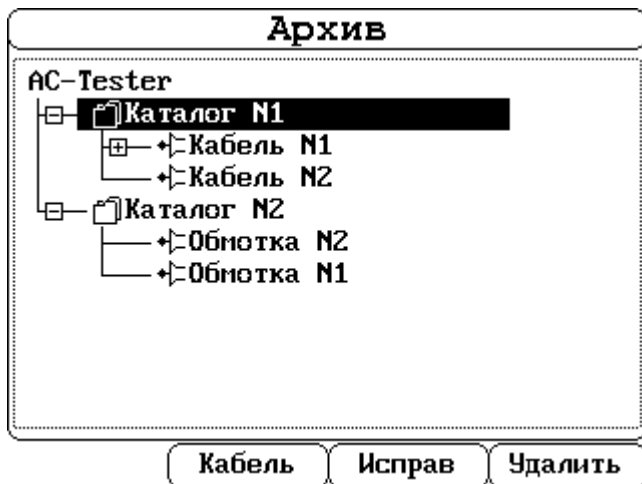 Архив
AC-Tester
Каталог N1
Кабель N1
Кабель N2
Каталог N2
Обмотка N2
Обмотка N1
Кабель Исправ Удалить